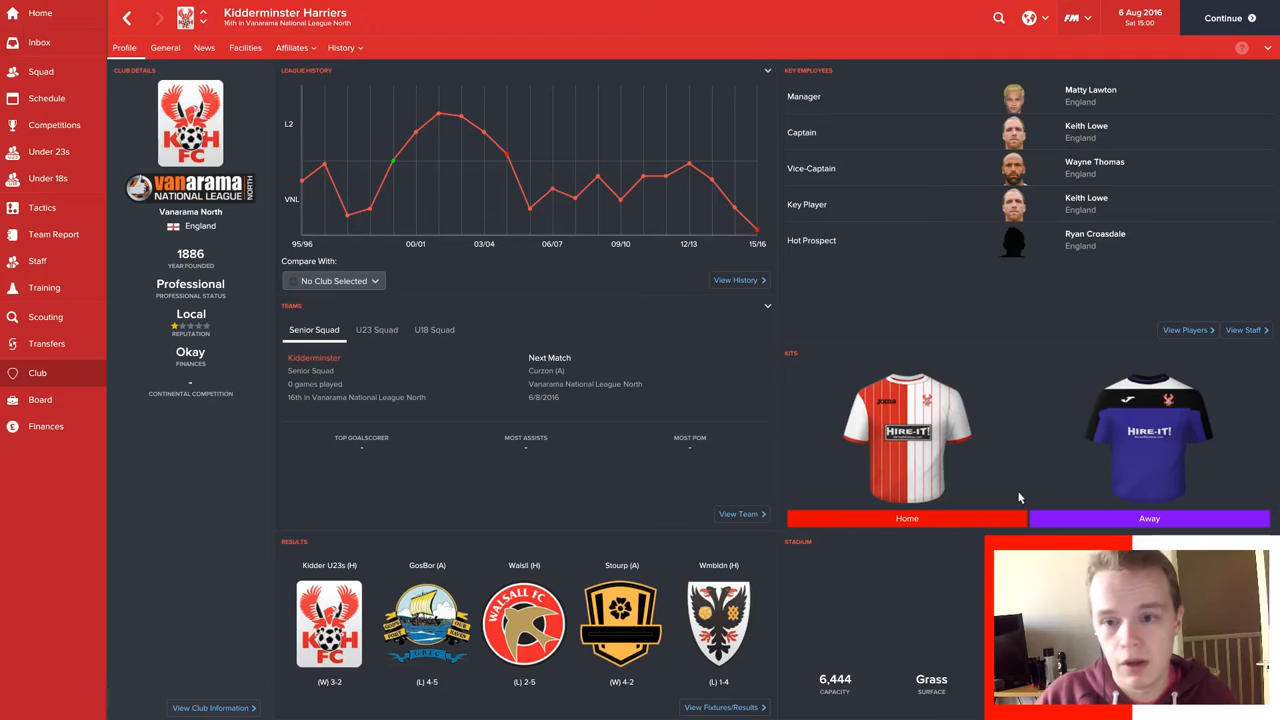 Home
Inbox
Squad
Schedule
Competitions
Under 23s
Under 18s
Tactics
Team Report
Staff
Training
Scouting
Transfers
Club
Board
Finances
Kidderminster Harriers
16th in Vanarama National League North
FM
6 Aug 2016
Sat 15:00
Continue
Profile
General
News
Facilities
Affiliates
History
?
CLUB DETAILS
KH
FC
vanarama
NATIONAL LEAGUE
NORTH
Vanarama North
England
1886
YEAR FOUNDED
Professional
PROFESSIONAL STATUS
Local
REPUTATION
Okay
FINANCES
-
CONTINENTAL COMPETITION
View Club Information
LEAGUE HISTORY
L2
VNL
95/96
00/01
03/04
06/07
09/10
12/13
15/16
Compare With:
No Club Selected
View History
TEAMS
Senior Squad
U23 Squad
U18 Squad
Kidderminster
Senior Squad
0 games played
16th in Vanarama National League North
Next Match
Curzon (A)
Vanarama National League North
6/8/2016
TOP GOALSCORER
-
MOST ASSISTS
-
MOST POM
-
View Team
RESULTS
Kidder U23s (H)
GosBor (A)
Walsll (H)
Stourp (A)
Wmbldn (H)
KH
FC
GBFC
WALSALL FC
(W) 3-2
(L) 4-5
(L) 2-5
(W) 4-2
(L) 1-4
View Fixtures/Results
KEY EMPLOYEES
Manager
Matty Lawton
England
Captain
Keith Lowe
England
Vice-Captain
Wayne Thomas
England
Key Player
Keith Lowe
England
Hot Prospect
Ryan Croasdale
England
View Players
View Staff
KITS
Joma
HIRE-IT!
HIRE-IT!
Home
Away
STADIUM
6,444
CAPACITY
Grass
SURFACE